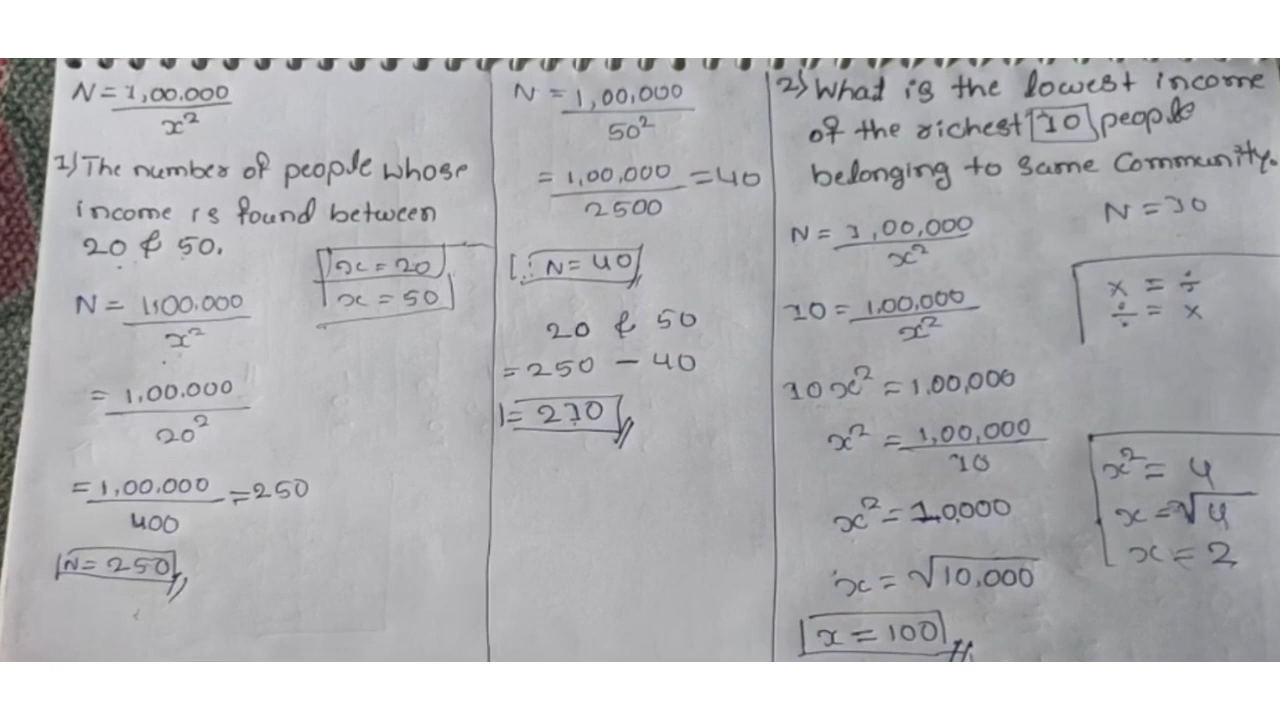 N = 1,00.000
x²
1) The number of people whose
income is found between
20 & 50.
x = 20
x = 50
N = 1,00.000
x²
= 1,00.000
20²
= 1,00.000 = 250
400
N = 250
N = 1,00,000
50²
= 1,00,000 = 40
2500
∴ N = 40
20 & 50
= 250 - 40
= 210
2) What is the lowest income
of the richest 10 people
belonging to same Community.
N = 10
N = 1,00,000
x²
10 = 1,00,000
x²
x = ÷
÷ = x
10x² = 1,00,000
x² = 1,00,000
10
x² = 10,000
x = √10,000
x = 100
x² = 4
x = √4
x = 2